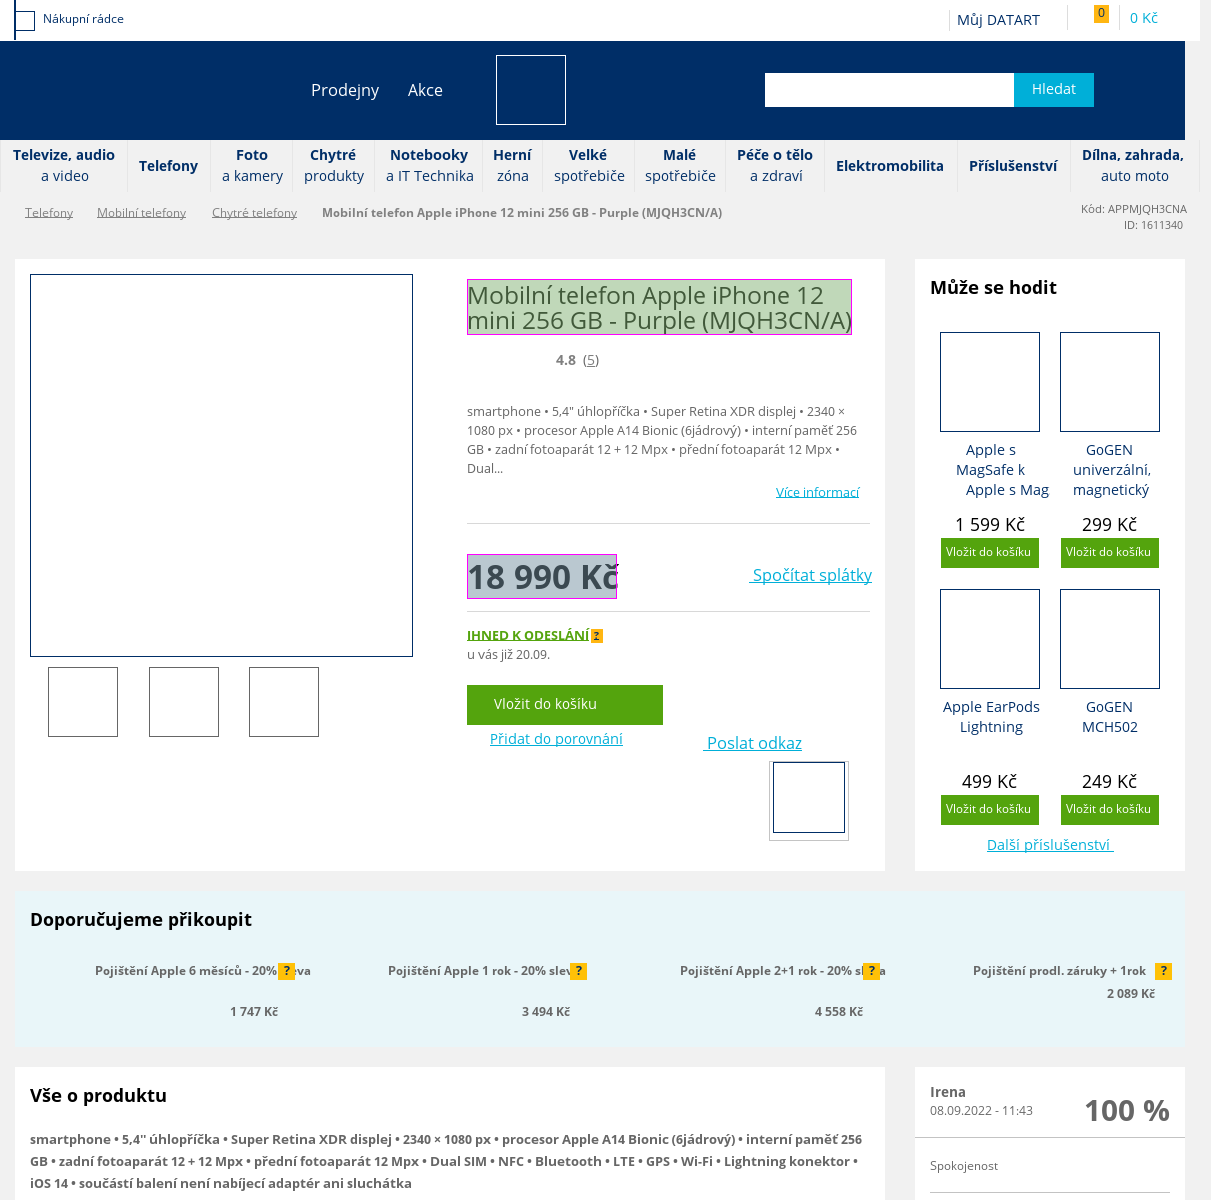 Nákupní rádce
Můj DATART
0
0 Kč
Prodejny
Akce
Hledat
Televize, audio
a video
Telefony
Foto
a kamery
Chytré
produkty
Notebooky
a IT Technika
Herní
zóna
Velké
spotřebiče
Malé
spotřebiče
Péče o tělo
a zdraví
Elektromobilita
Příslušenství
Dílna, zahrada,
auto moto
Telefony
Mobilní telefony
Chytré telefony
Mobilní telefon Apple iPhone 12 mini 256 GB - Purple (MJQH3CN/A)
Kód: APPMJQH3CNA
ID: 1611340
Mobilní telefon Apple iPhone 12
mini 256 GB - Purple (MJQH3CN/A)
4.8 (5)
smartphone • 5,4" úhlopříčka • Super Retina XDR displej • 2340 ×
1080 px • procesor Apple A14 Bionic (6jádrový) • interní paměť 256
GB • zadní fotoaparát 12 + 12 Mpx • přední fotoaparát 12 Mpx •
Dual...
Více informací
18 990 Kč
Spočítat splátky
IHNED K ODESLÁNÍ ?
u vás již 20.09.
Vložit do košíku
Přidat do porovnání
Poslat odkaz
Může se hodit
Apple s
MagSafe k
Apple s Mag
1 599 Kč
Vložit do košíku
GoGEN
univerzální,
magnetický
299 Kč
Vložit do košíku
Apple EarPods
Lightning
499 Kč
Vložit do košíku
GoGEN
MCH502
249 Kč
Vložit do košíku
Další příslušenství
Doporučujeme přikoupit
Pojištění Apple 6 měsíců - 20% ? eva
1 747 Kč
Pojištění Apple 1 rok - 20% slev ?
3 494 Kč
Pojištění Apple 2+1 rok - 20% s ? a
4 558 Kč
Pojištění prodl. záruky + 1rok ?
2 089 Kč
Vše o produktu
smartphone • 5,4'' úhlopříčka • Super Retina XDR displej • 2340 × 1080 px • procesor Apple A14 Bionic (6jádrový) • interní paměť 256
GB • zadní fotoaparát 12 + 12 Mpx • přední fotoaparát 12 Mpx • Dual SIM • NFC • Bluetooth • LTE • GPS • Wi-Fi • Lightning konektor •
iOS 14 • součástí balení není nabíjecí adaptér ani sluchátka
Irena
08.09.2022 - 11:43
100 %
Spokojenost